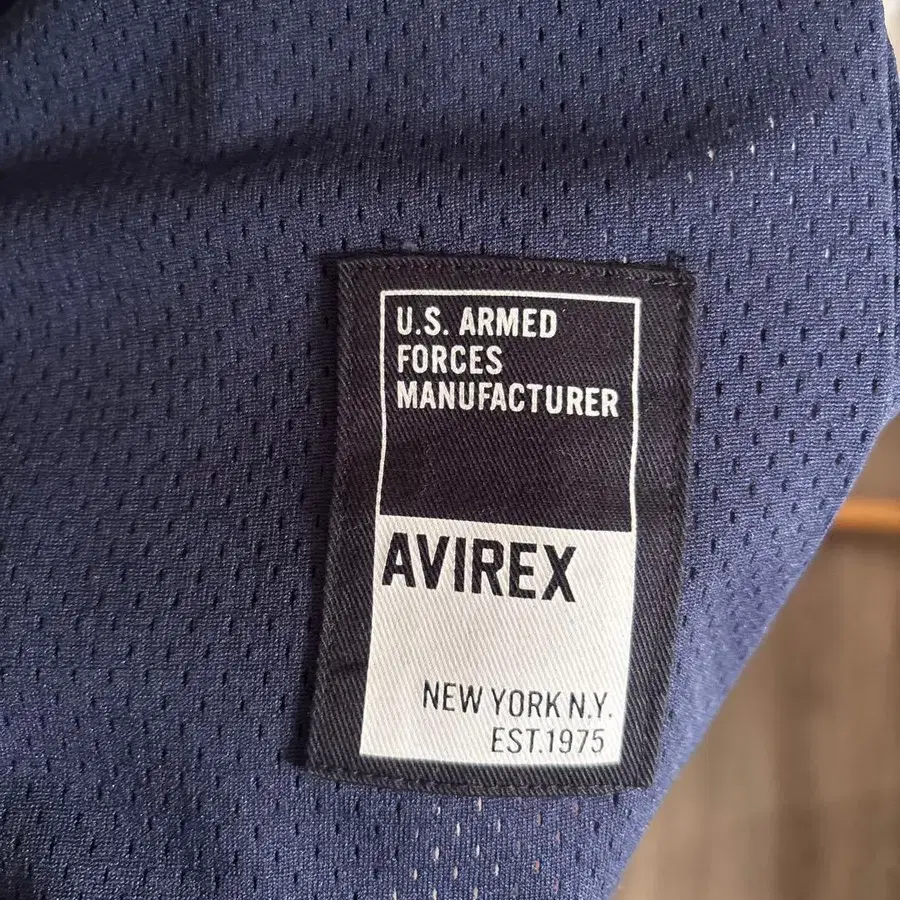 U.S. ARMED
FORCES
MANUFACTURER
AVIREX
NEW YORK N.Y.
EST.1975